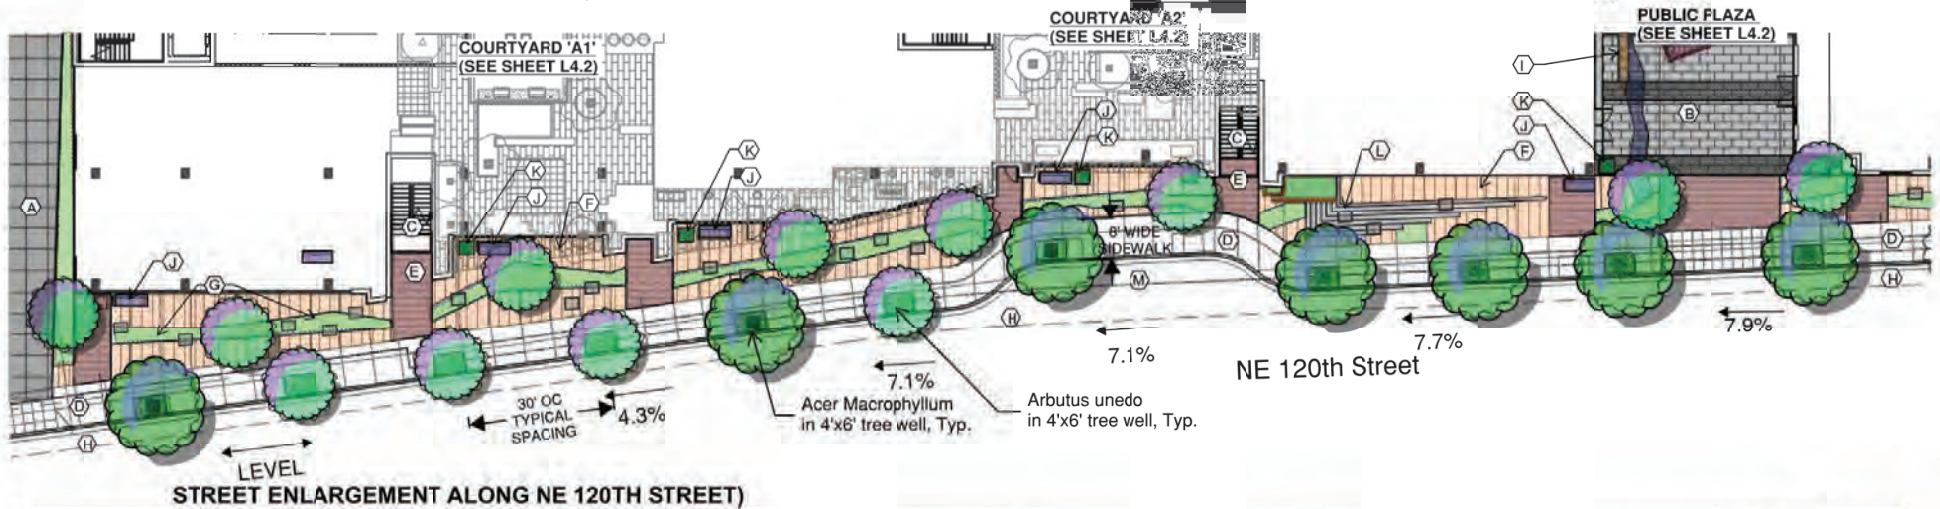 COURTYARD 'A1'
(SEE SHEET L4.2)
COURTYARD 'A2'
(SEE SHEET L4.2)
PUBLIC PLAZA
(SEE SHEET L4.2)
I
K
J
B
J
K
C
L
F
E
K
J
K
J
F
A
C
E
J
G
8' WIDE
SIDEWALK
D
M
D
H
H
7.9%
7.7%
7.1%
NE 120th Street
7.1%
Acer Macrophyllum
in 4'x6' tree well, Typ.
Arbutus unedo
in 4'x6' tree well, Typ.
30' OC
TYPICAL
SPACING
4.3%
D
H
LEVEL
STREET ENLARGEMENT ALONG NE 120TH STREET)